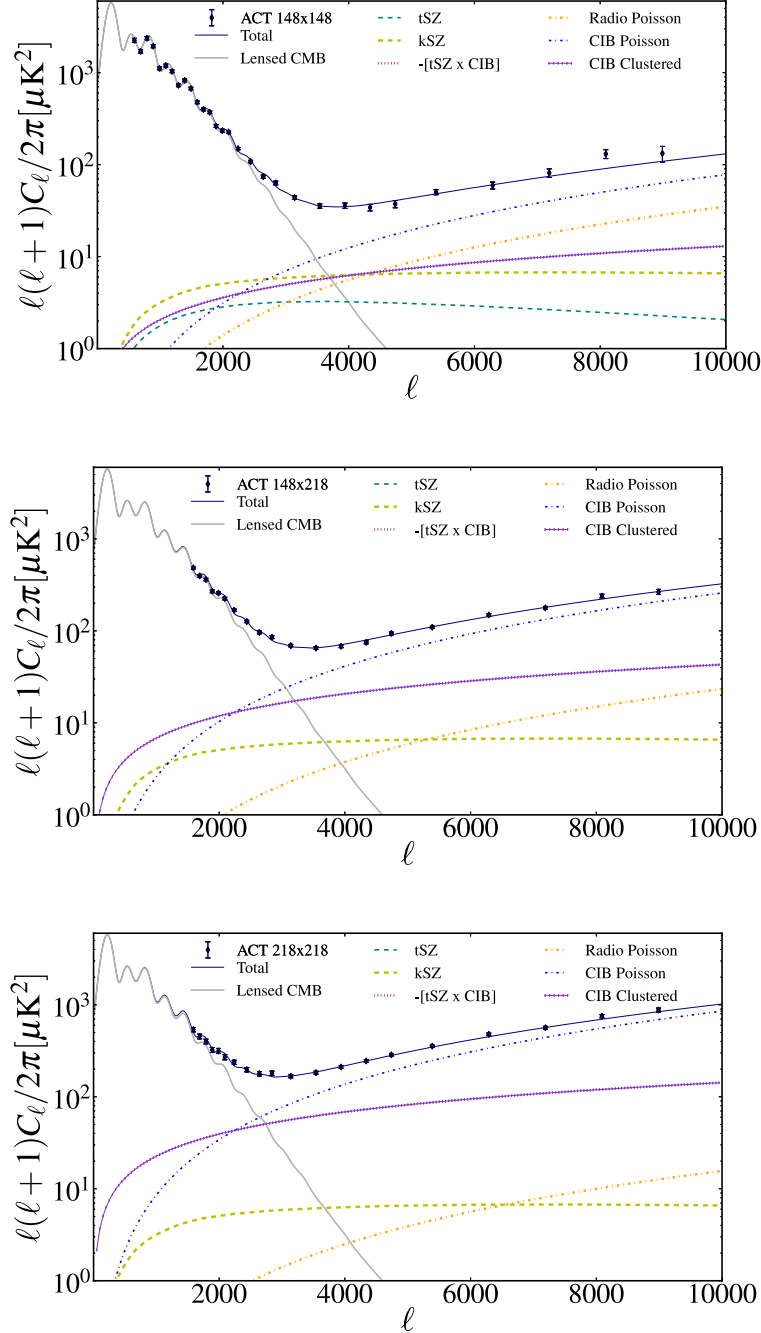 ACT 148x148
Total
Lensed CMB
tSZ
kSZ
-[tSZ x CIB]
Radio Poisson
CIB Poisson
CIB Clustered
ℓ(ℓ+1)Cℓ/2π[μK²]
10³
10²
10¹
10⁰
2000 4000 6000 8000 10000
ℓ
ACT 148x218
Total
Lensed CMB
tSZ
kSZ
-[tSZ x CIB]
Radio Poisson
CIB Poisson
CIB Clustered
ℓ(ℓ+1)Cℓ/2π[μK²]
10³
10²
10¹
10⁰
2000 4000 6000 8000 10000
ℓ
ACT 218x218
Total
Lensed CMB
tSZ
kSZ
-[tSZ x CIB]
Radio Poisson
CIB Poisson
CIB Clustered
ℓ(ℓ+1)Cℓ/2π[μK²]
10³
10²
10¹
10⁰
2000 4000 6000 8000 10000
ℓ